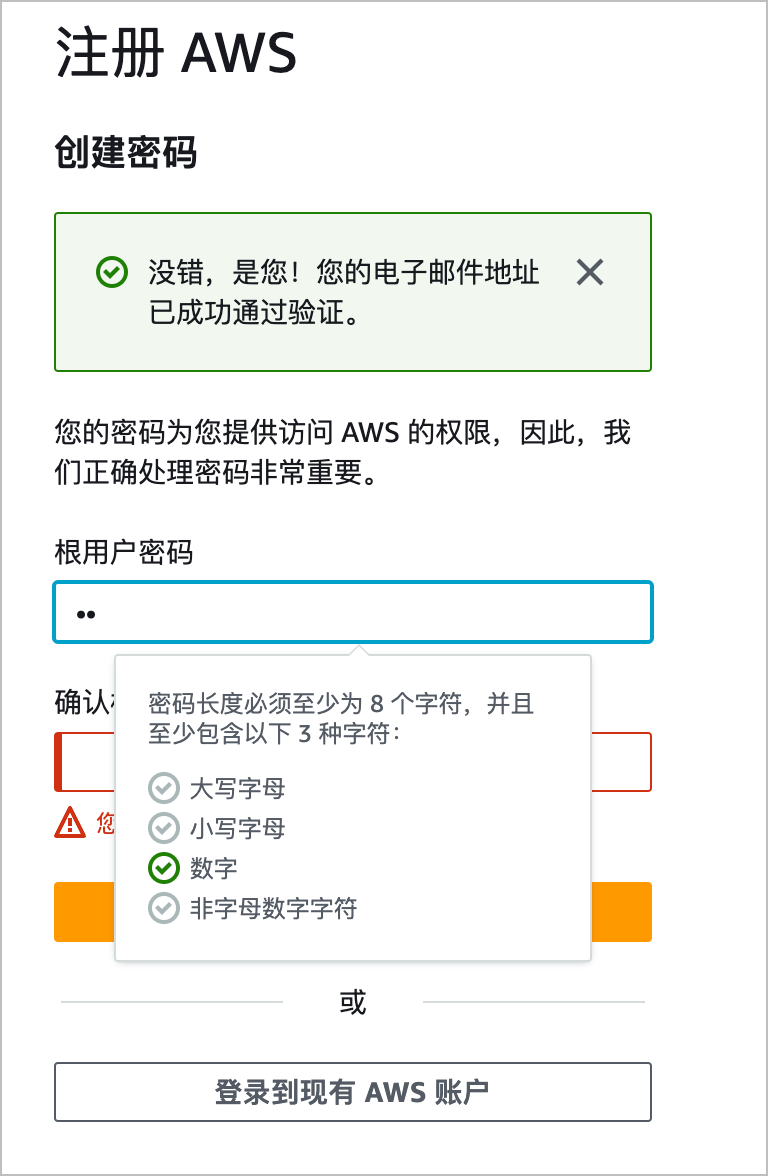 注册 AWS
创建密码
没错，是您！您的电子邮件地址
已成功通过验证。
您的密码为您提供访问 AWS 的权限，因此，我
们正确处理密码非常重要。
根用户密码
••
确认
密码长度必须至少为 8 个字符，并且
至少包含以下 3 种字符：
大写字母
小写字母
您
数字
非字母数字字符
或
登录到现有 AWS 账户